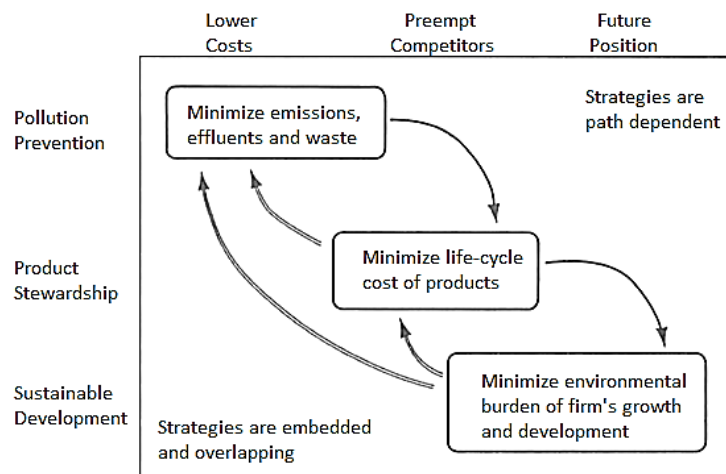 Lower
Costs
Preempt
Competitors
Future
Position
Pollution
Prevention
Minimize emissions,
effluents and waste
Strategies are
path dependent
Product
Stewardship
Minimize life-cycle
cost of products
Sustainable
Development
Minimize environmental
burden of firm's growth
and development
Strategies are embedded
and overlapping